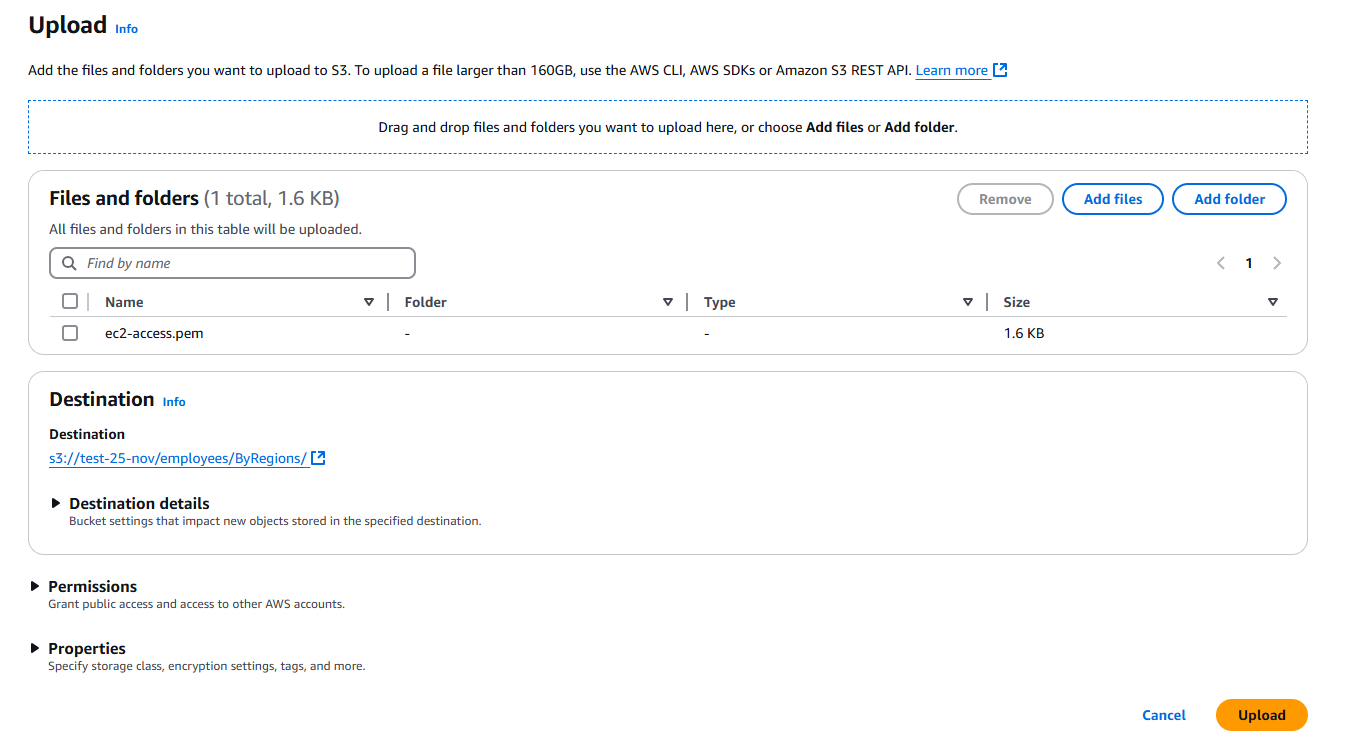 Upload Info
Add the files and folders you want to upload to S3. To upload a file larger than 160GB, use the AWS CLI, AWS SDKs or Amazon S3 REST API. Learn more
Drag and drop files and folders you want to upload here, or choose Add files or Add folder.
Files and folders (1 total, 1.6 KB)
Remove Add files Add folder
All files and folders in this table will be uploaded.
Find by name
1
Name Folder Type Size
ec2-access.pem - - 1.6 KB
Destination Info
Destination
s3://test-25-nov/employees/ByRegions/
Destination details
Bucket settings that impact new objects stored in the specified destination.
Permissions
Grant public access and access to other AWS accounts.
Properties
Specify storage class, encryption settings, tags, and more.
Cancel Upload